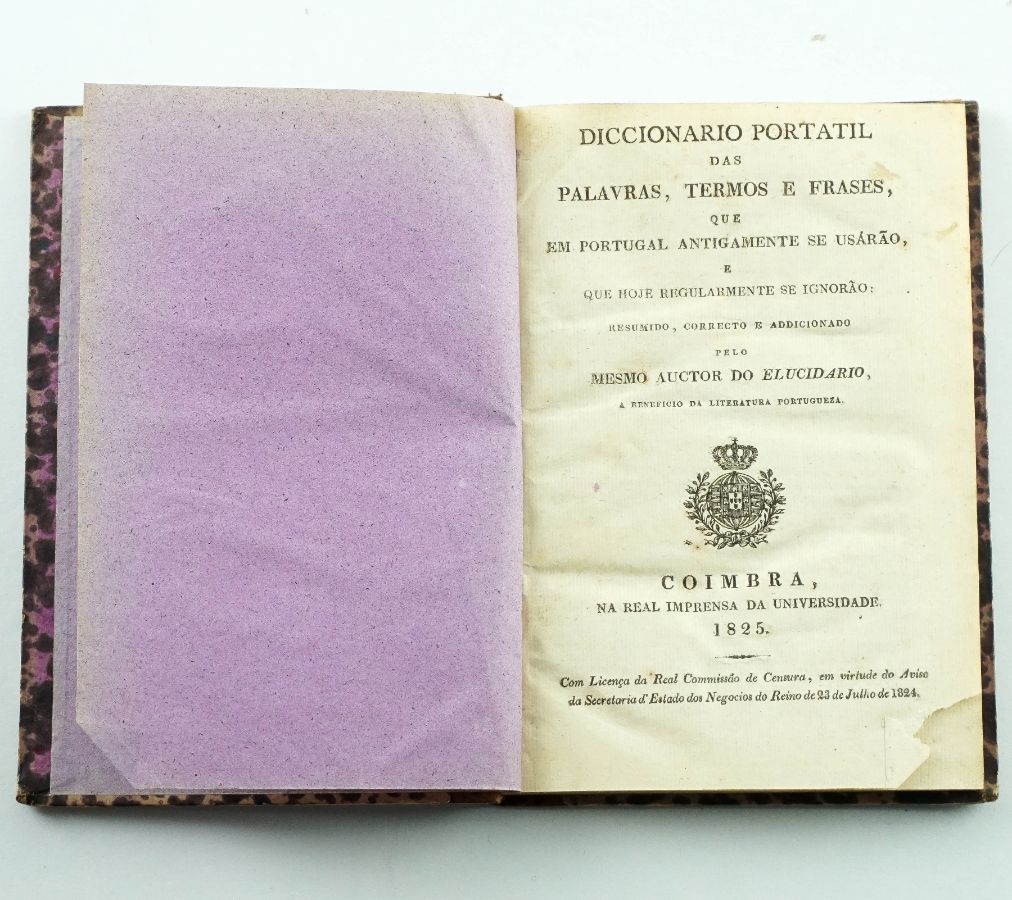 DICCIONARIO PORTATIL
DAS
PALAVRAS, TERMOS E FRASES,
QUE
EM PORTUGAL ANTIGAMENTE SE USÁRÃO,
E
QUE HOJE REGULARMENTE SE IGNORÃO:
RESUMIDO, CORRECTO E ADDICIONADO
PELO
MESMO AUCTOR DO ELUCIDARIO,
A BENEFICIO DA LITERATURA PORTUGUEZA.
COIMBRA,
NA REAL IMPRENSA DA UNIVERSIDADE.
1825.
Com Licença da Real Commissão de Censura, em virtude do Aviso
da Secretaria d'Estado dos Negocios do Reino de 23 de Julho de 1824.